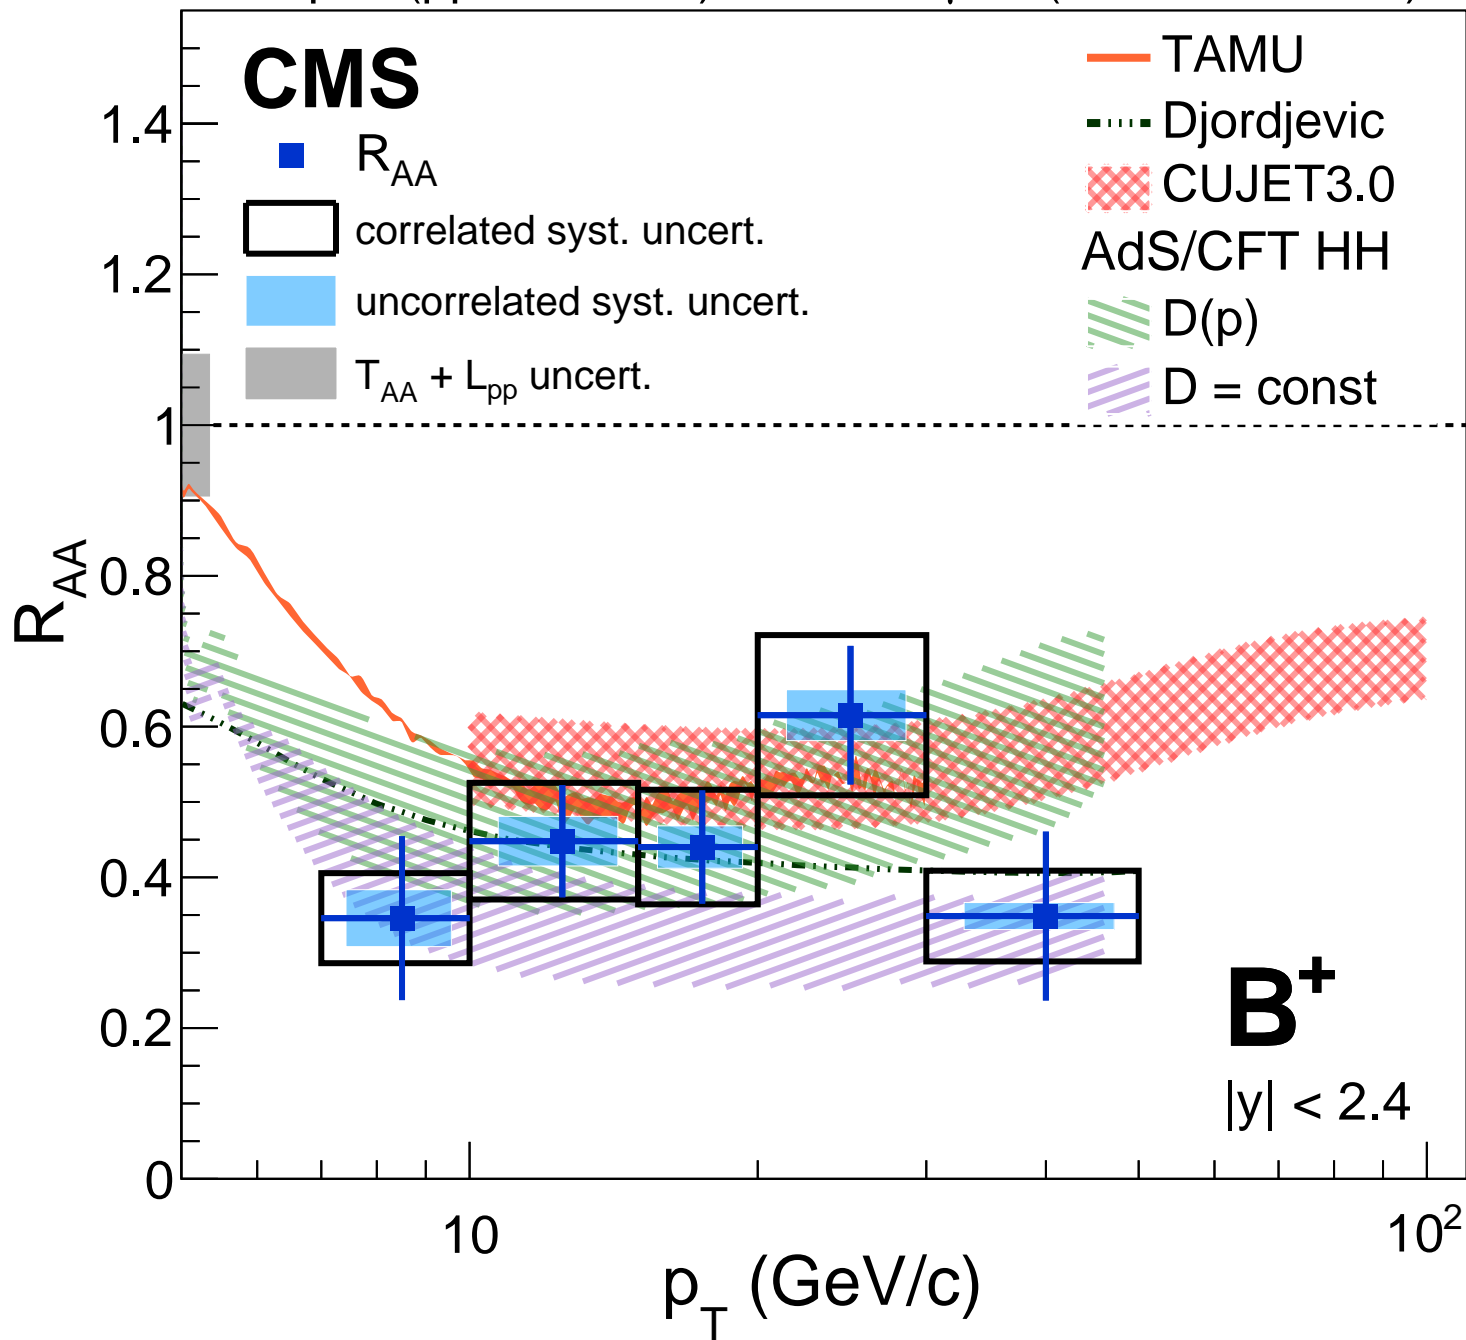 CMS
R_AA
correlated syst. uncert.
uncorrelated syst. uncert.
T_AA + L_pp uncert.
TAMU
Djordjevic
CUJET3.0
AdS/CFT HH
D(p)
D = const
1.4
1.2
1
0.8
0.6
0.4
0.2
0
R_AA
B⁺
|y| < 2.4
10
10²
p_T (GeV/c)